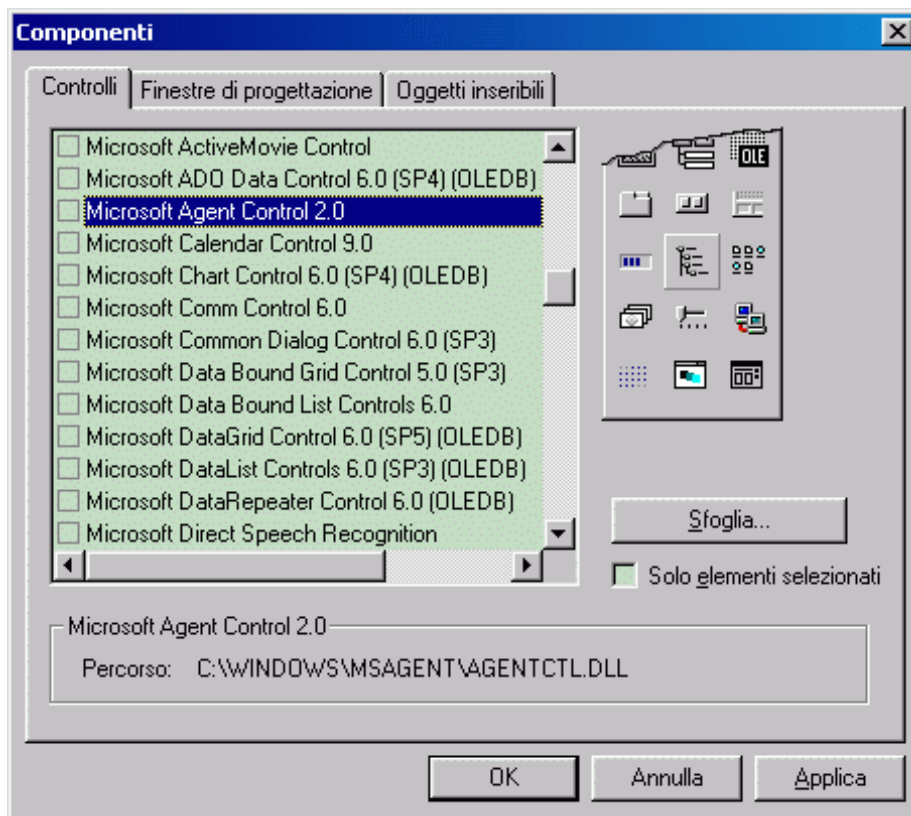 Componenti
Controlli
Finestre di progettazione
Oggetti inseribili
Microsoft ActiveMovie Control
Microsoft ADO Data Control 6.0 (SP4) (OLEDB)
Microsoft Agent Control 2.0
Microsoft Calendar Control 9.0
Microsoft Chart Control 6.0 (SP4) (OLEDB)
Microsoft Comm Control 6.0
Microsoft Common Dialog Control 6.0 (SP3)
Microsoft Data Bound Grid Control 5.0 (SP3)
Microsoft Data Bound List Controls 6.0
Microsoft DataGrid Control 6.0 (SP5) (OLEDB)
Microsoft DataList Controls 6.0 (SP3) (OLEDB)
Microsoft DataRepeater Control 6.0 (OLEDB)
Microsoft Direct Speech Recognition
OLE
Sfoglia...
Solo elementi selezionati
Microsoft Agent Control 2.0
Percorso: C:\WINDOWS\MSAGENT\AGENTCTL.DLL
OK
Annulla
Applica